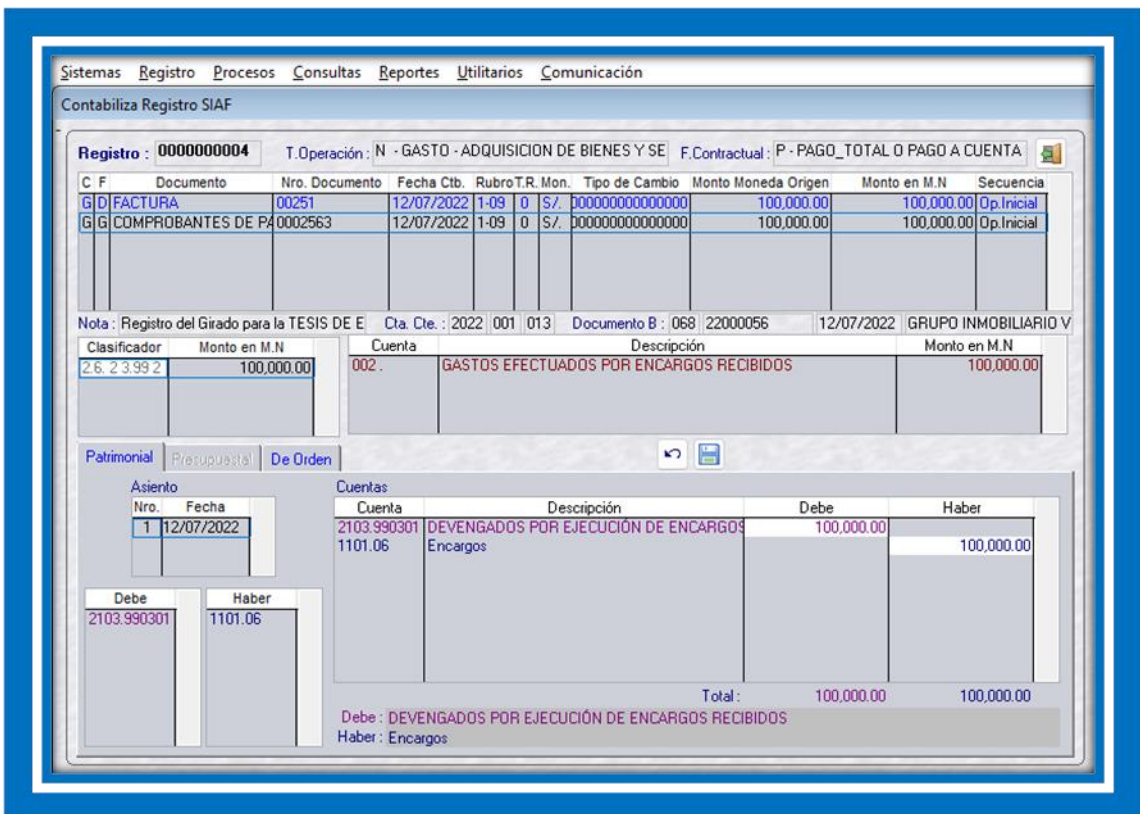 Sistemas Registro Procesos Consultas Reportes Utilitarios Comunicación
Contabiliza Registro SIAF
Registro : 0000000004 T.Operación : N - GASTO - ADQUISICION DE BIENES Y SE F.Contractual : P - PAGO_TOTAL O PAGO A CUENTA
C F Documento Nro. Documento Fecha Ctb. Rubro T.R. Mon. Tipo de Cambio Monto Moneda Origen Monto en M.N Secuencia
G D FACTURA 00251 12/07/2022 1-09 0 S/. 000000000000000 100,000.00 100,000.00 Op.Inicial
G G COMPROBANTES DE PA 0002563 12/07/2022 1-09 0 S/. 000000000000000 100,000.00 100,000.00 Op.Inicial
Nota : Registro del Girado para la TESIS DE E Cta. Cte. : 2022 001 013 Documento B : 068 22000056 12/07/2022 GRUPO INMOBILIARIO V
Clasificador Monto en M.N Cuenta Descripción Monto en M.N
2.6. 2 3.99 2 100,000.00 002 . GASTOS EFECTUADOS POR ENCARGOS RECIBIDOS 100,000.00
Patrimonial Presupuestal De Orden
Asiento Cuentas
Nro. Fecha Cuenta Descripción Debe Haber
1 12/07/2022 2103.990301 DEVENGADOS POR EJECUCIÓN DE ENCARGOS 100,000.00
1101.06 Encargos 100,000.00
Debe Haber
2103.990301 1101.06
Total : 100,000.00 100,000.00
Debe : DEVENGADOS POR EJECUCIÓN DE ENCARGOS RECIBIDOS
Haber : Encargos